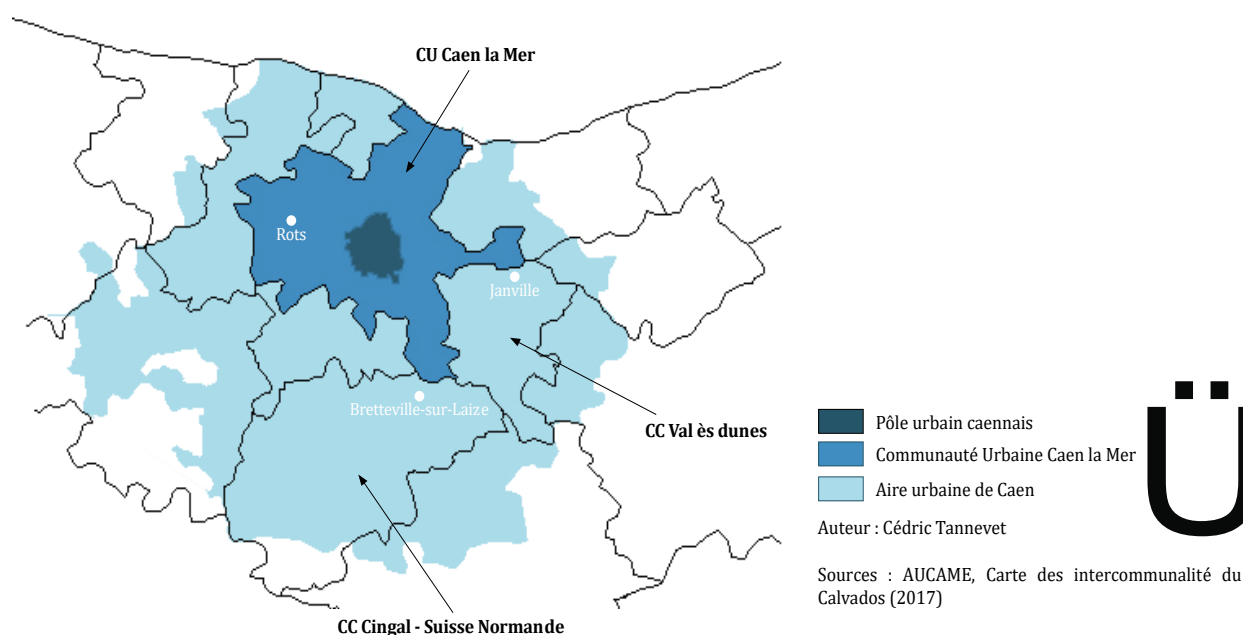 CU Caen la Mer
Rots
Janville
Bretteville-sur-Laize
CC Val ès dunes
CC Cingal - Suisse Normande
Pôle urbain caennais
Communauté Urbaine Caen la Mer
Aire urbaine de Caen
Auteur : Cédric Tannevet
Sources : AUCAME, Carte des intercommunalité du
Calvados (2017)
Ü